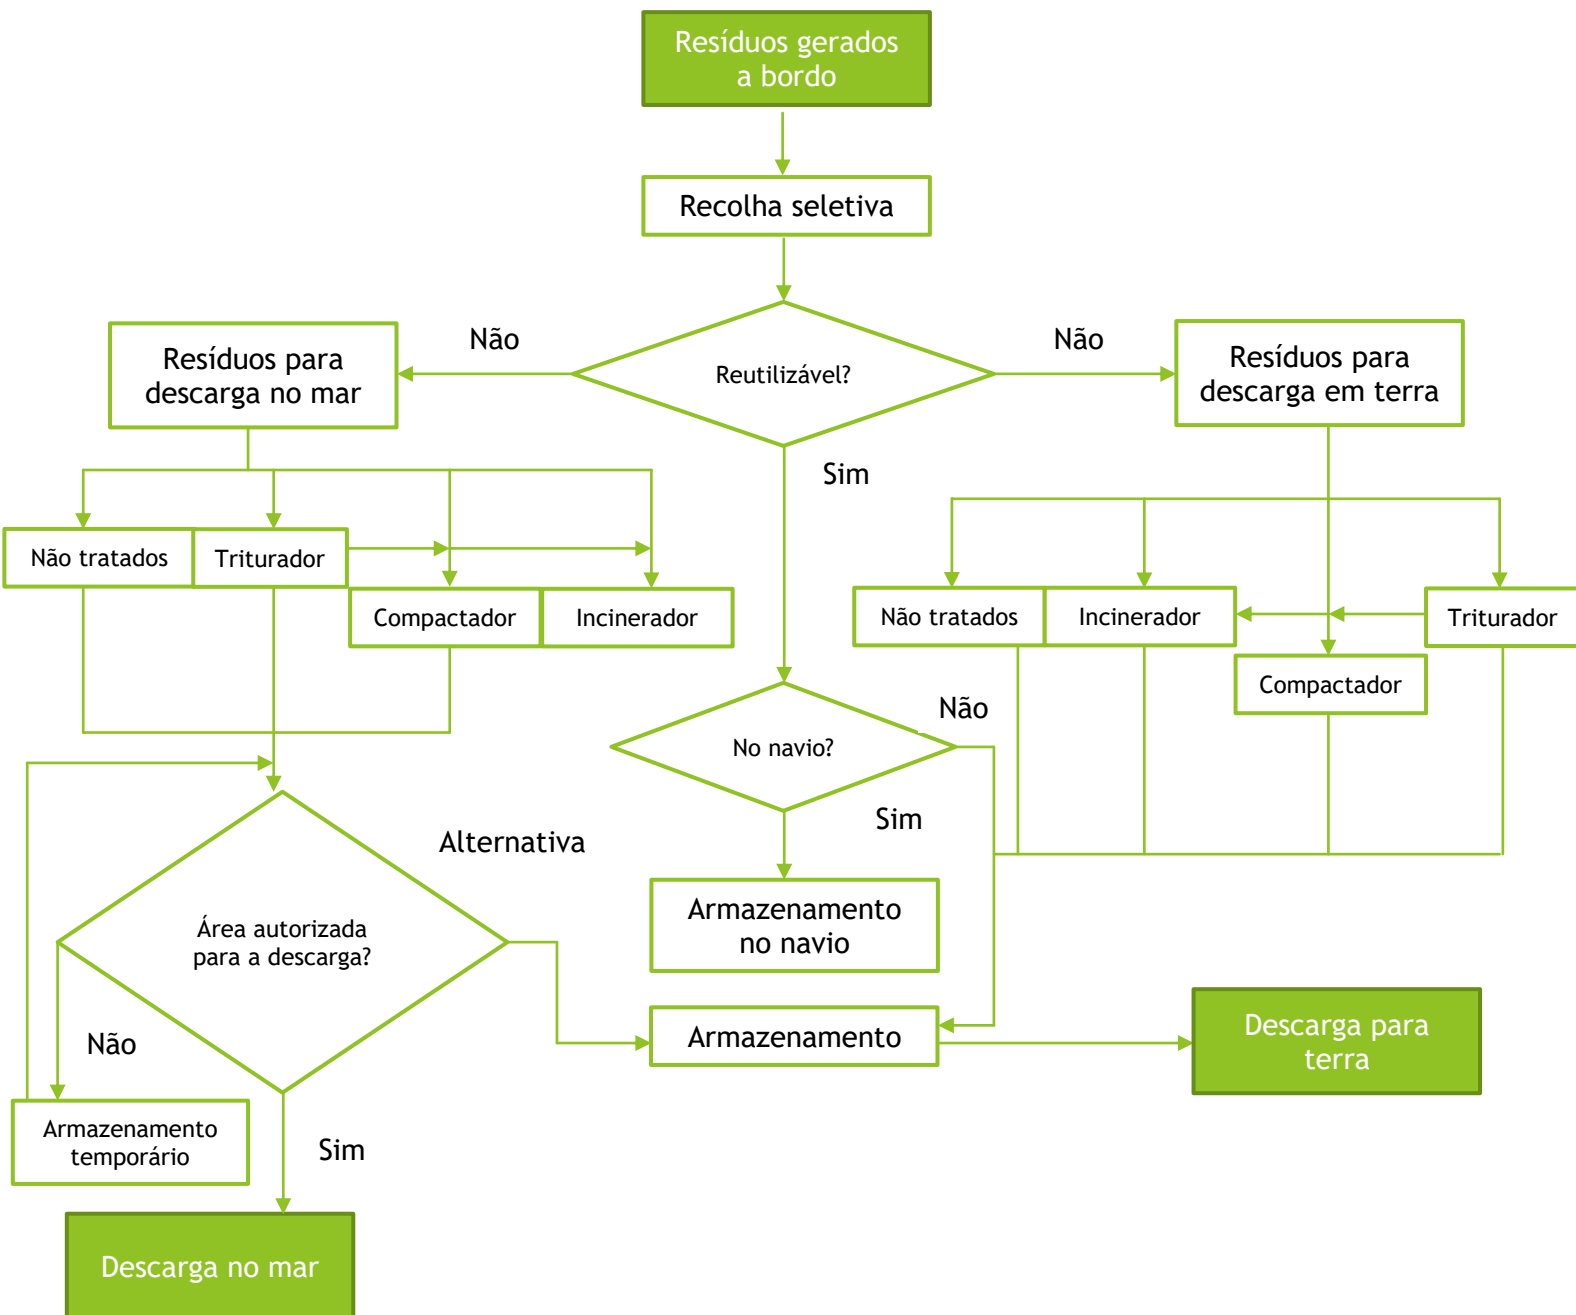 Resíduos gerados
a bordo
Recolha seletiva
Não
Não
Resíduos para
descarga no mar
Reutilizável?
Resíduos para
descarga em terra
Sim
Não tratados
Triturador
Compactador
Incinerador
Não tratados
Incinerador
Triturador
Compactador
Não
No navio?
Sim
Alternativa
Armazenamento
no navio
Área autorizada
para a descarga?
Não
Armazenamento
Descarga para
terra
Armazenamento
temporário
Sim
Descarga no mar